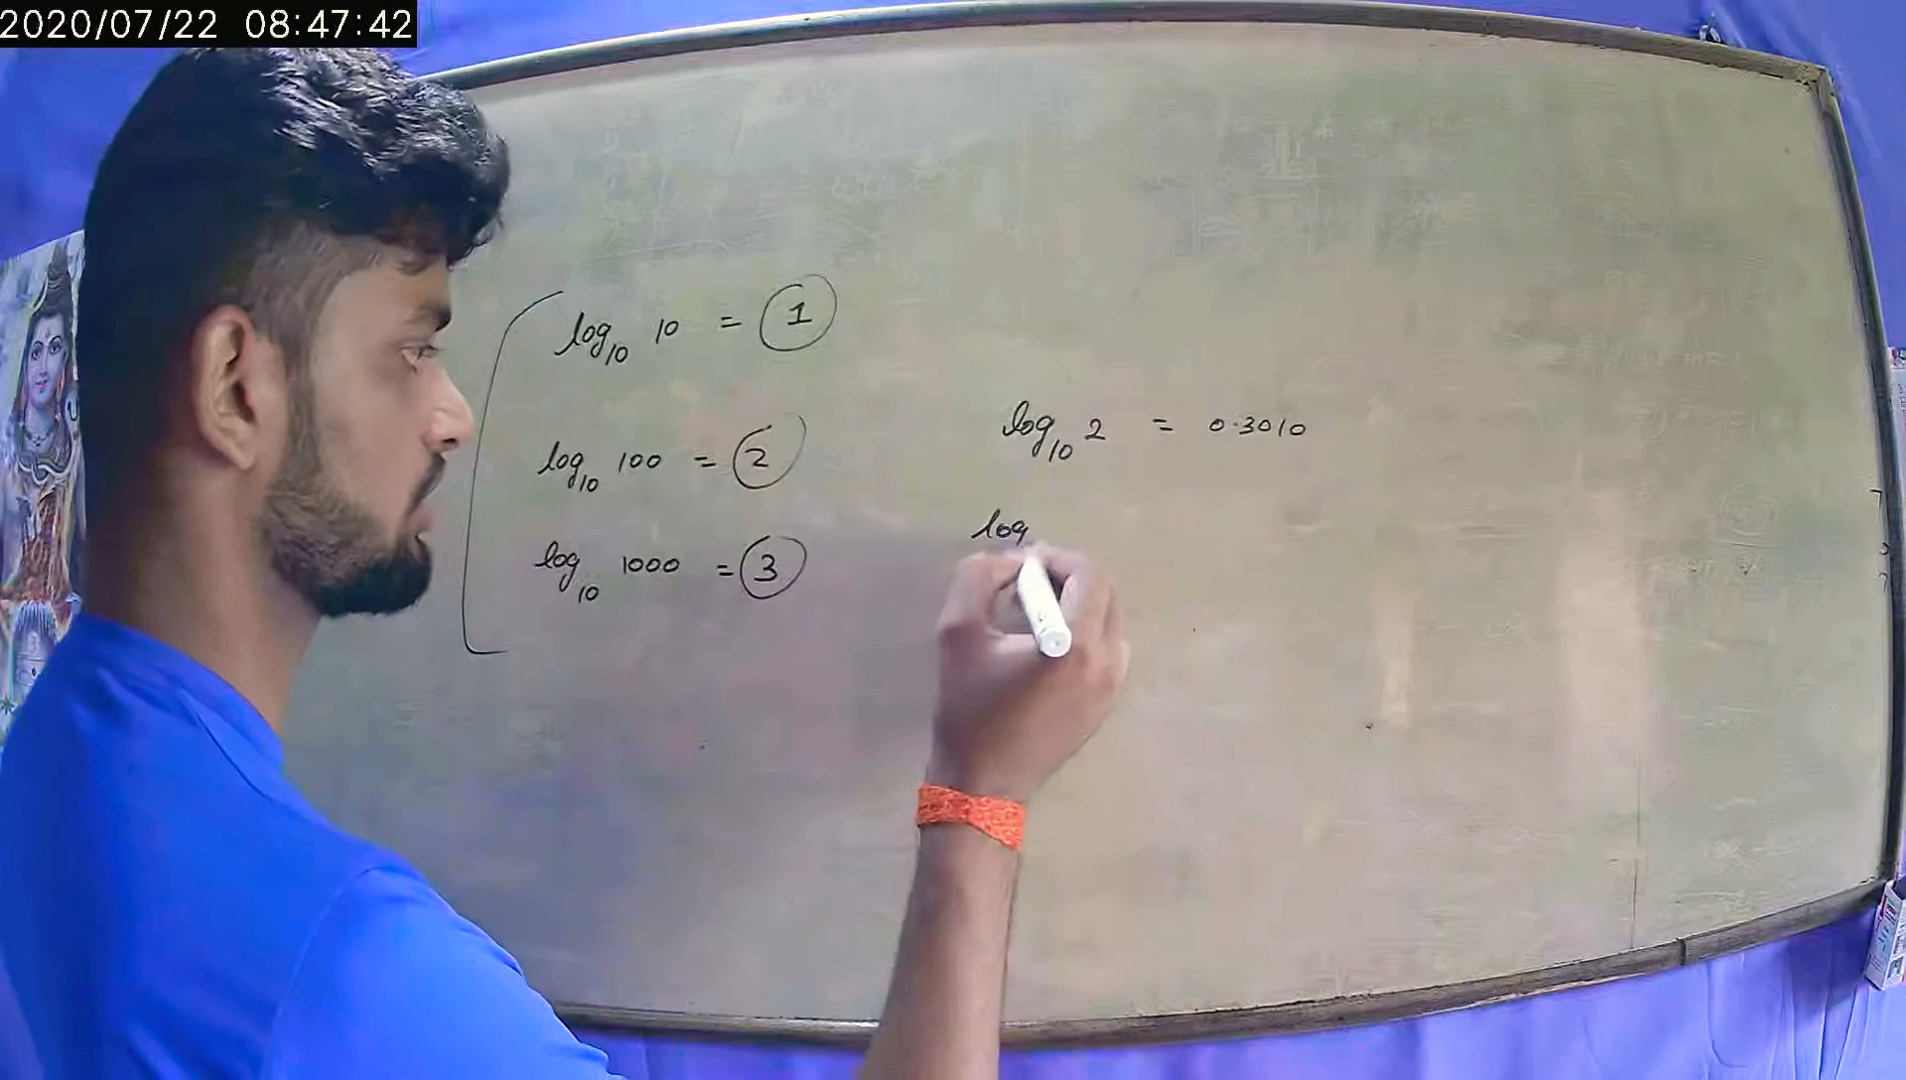 2020/07/22 08:47:42
log₁₀ 10 = 1
log₁₀ 100 = 2
log₁₀ 1000 = 3
log₁₀ 2 = 0.3010
log